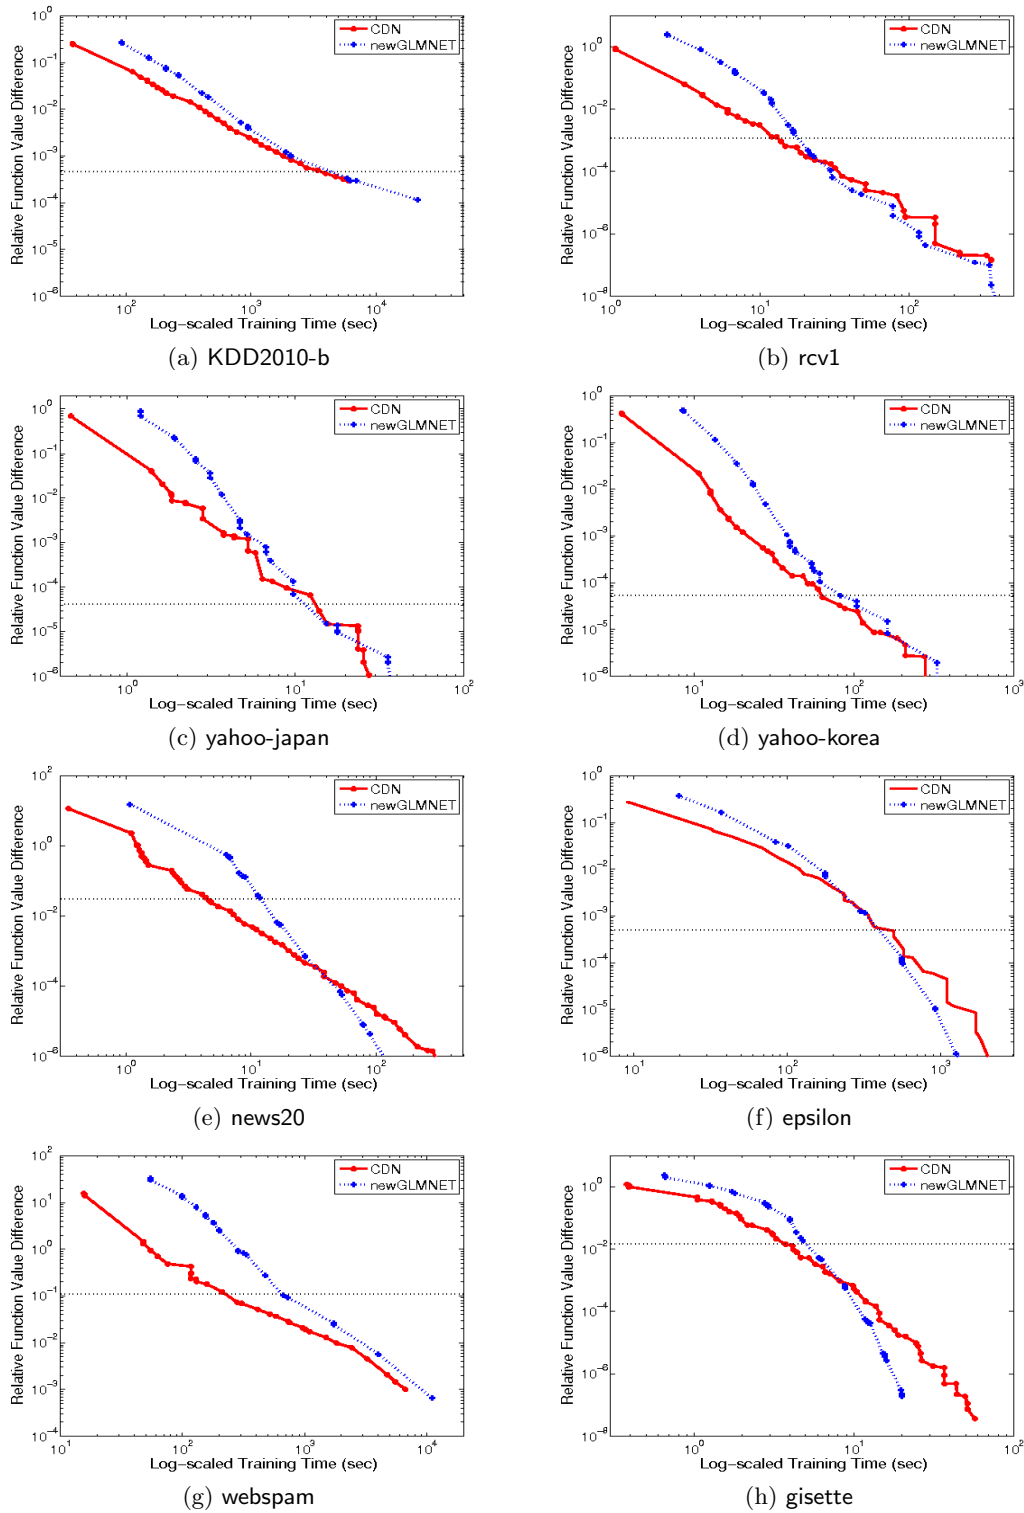 CDN
newGLMNET
Relative Function Value Difference
10^0
10^-1
10^-2
10^-3
10^-4
10^-5
10^-6
10^2
10^3
10^4
Log-scaled Training Time (sec)
(a) KDD2010-b
CDN
newGLMNET
Relative Function Value Difference
10^0
10^-2
10^-4
10^-6
10^-8
10^0
10^1
10^2
Log-scaled Training Time (sec)
(b) rcv1
CDN
newGLMNET
Relative Function Value Difference
10^0
10^-1
10^-2
10^-3
10^-4
10^-5
10^-6
10^0
10^1
10^2
Log-scaled Training Time (sec)
(c) yahoo-japan
CDN
newGLMNET
Relative Function Value Difference
10^0
10^-1
10^-2
10^-3
10^-4
10^-5
10^-6
10^1
10^2
10^3
Log-scaled Training Time (sec)
(d) yahoo-korea
CDN
newGLMNET
Relative Function Value Difference
10^2
10^0
10^-2
10^-4
10^-6
10^0
10^1
10^2
Log-scaled Training Time (sec)
(e) news20
CDN
newGLMNET
Relative Function Value Difference
10^0
10^-1
10^-2
10^-3
10^-4
10^-5
10^-6
10^1
10^2
10^3
Log-scaled Training Time (sec)
(f) epsilon
CDN
newGLMNET
Relative Function Value Difference
10^2
10^1
10^0
10^-1
10^-2
10^-3
10^-4
10^1
10^2
10^3
10^4
Log-scaled Training Time (sec)
(g) webspam
CDN
newGLMNET
Relative Function Value Difference
10^0
10^-2
10^-4
10^-6
10^-8
10^0
10^1
10^2
Log-scaled Training Time (sec)
(h) gisette